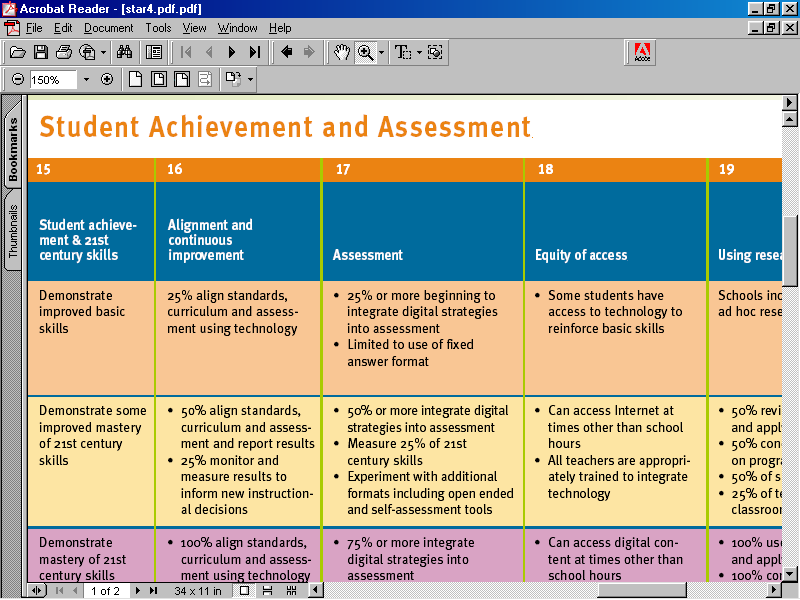 Acrobat Reader - [star4.pdf.pdf]
File Edit Document Tools View Window Help
Adobe
150%
Bookmarks
Thumbnails
Student Achievement and Assessment
15 16 17 18 19
Student achieve-
ment & 21st
century skills
Alignment and
continuous
improvement
Assessment
Equity of access
Using resea
Demonstrate
improved basic
skills
25% align standards,
curriculum and assess-
ment using technology
• 25% or more beginning to
integrate digital strategies
into assessment
• Limited to use of fixed
answer format
• Some students have
access to technology to
reinforce basic skills
Schools inc
ad hoc rese
Demonstrate some
improved mastery
of 21st century
skills
• 50% align standards,
curriculum and assess-
ment and report results
• 25% monitor and
measure results to
inform new instruction-
al decisions
• 50% or more integrate digital
strategies into assessment
• Measure 25% of 21st
century skills
• Experiment with additional
formats including open ended
and self-assessment tools
• Can access Internet at
times other than school
hours
• All teachers are appropri-
ately trained to integrate
technology
• 50% revi
and appl
• 50% con
on progra
• 50% of s
• 25% of te
classroor
Demonstrate
mastery of 21st
century skills
• 100% align standards,
curriculum and assess-
ment using technology
• 75% or more integrate
digital strategies into
assessment
• Can access digital con-
tent at times other than
school hours
• 100% use
and appl
• 100% cor
1 of 2
34 x 11 in